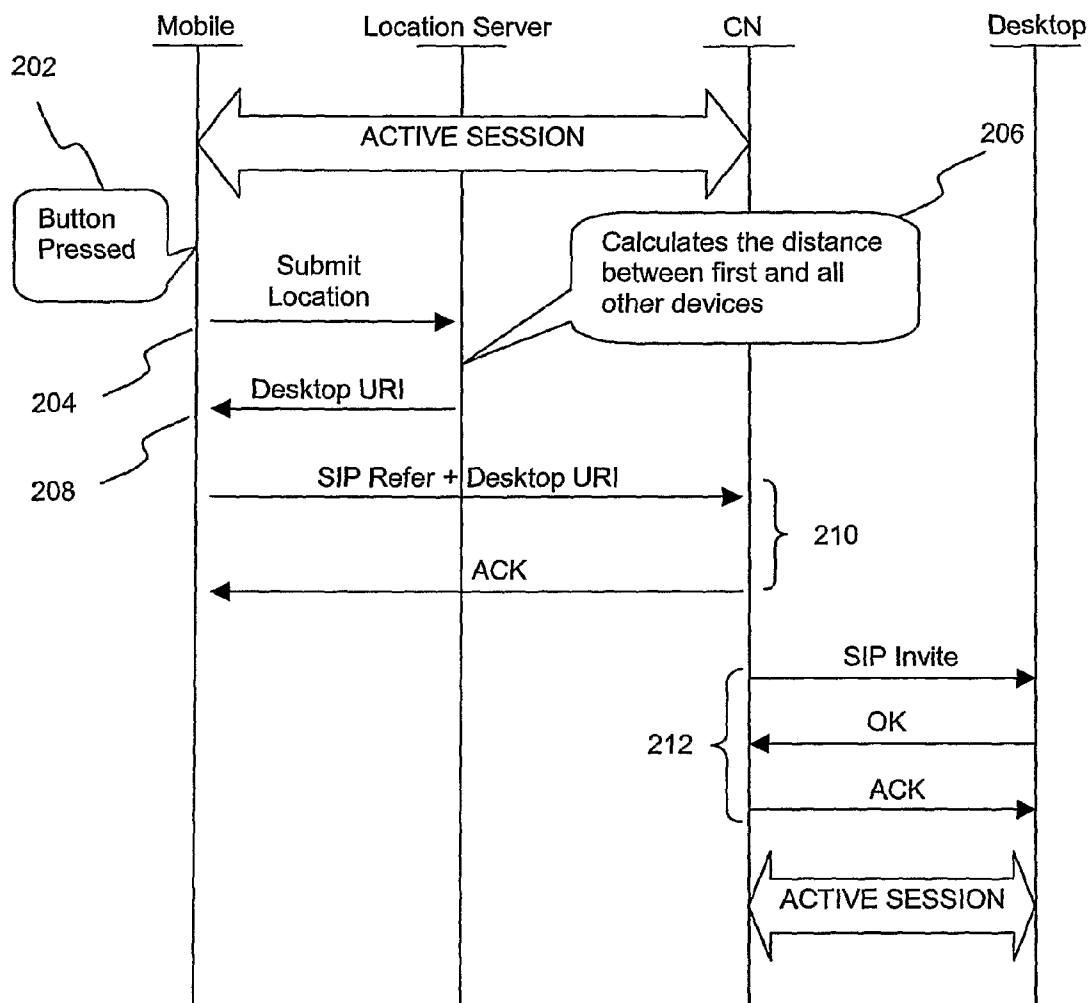 Mobile
Location Server
CN
Desktop
202
ACTIVE SESSION
206
Button
Pressed
Calculates the distance
between first and all
other devices
Submit
Location
204
Desktop URI
208
SIP Refer + Desktop URI
210
ACK
SIP Invite
212
OK
ACK
ACTIVE SESSION